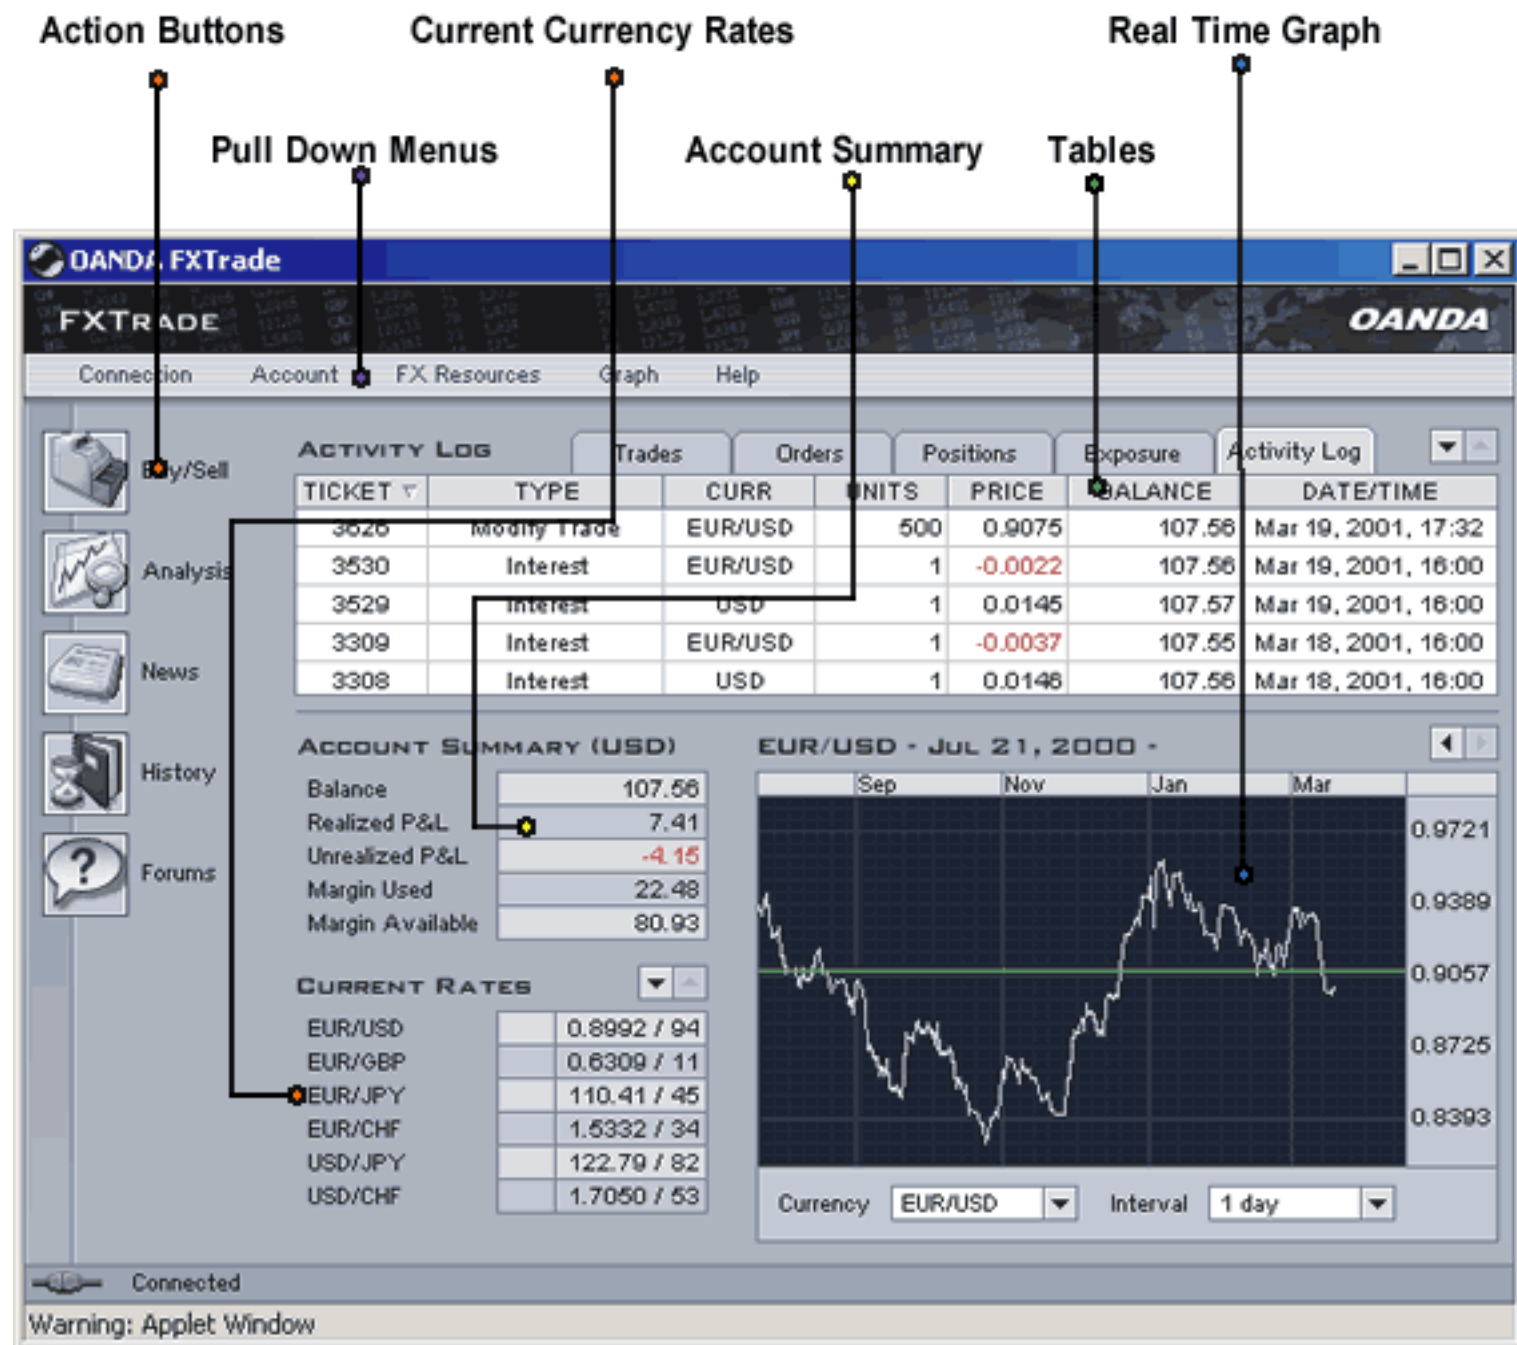 Action Buttons Current Currency Rates Real Time Graph
Pull Down Menus Account Summary Tables
OANDA FXTrade
FXTRADE OANDA
Connection Account FX Resources Graph Help
ACTIVITY LOG Trades Orders Positions Exposure Activity Log
Buy/Sell
TICKET TYPE CURR UNITS PRICE BALANCE DATE/TIME
Modify Trade EUR/USD 500 0.9075 107.56 Mar 19, 2001, 17:32
3530 Interest EUR/USD 1 -0.0022 107.56 Mar 19, 2001, 16:00
Analysis
3529 Interest USD 1 0.0145 107.57 Mar 19, 2001, 16:00
3309 Interest EUR/USD 1 -0.0037 107.55 Mar 18, 2001, 16:00
News
3308 Interest USD 1 0.0146 107.56 Mar 18, 2001, 16:00
History
Forums
ACCOUNT SUMMARY (USD)
Balance 107.56
Realized P&L 7.41
Unrealized P&L -4.15
Margin Used 22.48
Margin Available 80.93
CURRENT RATES
EUR/USD 0.8992 / 94
EUR/GBP 0.6309 / 11
EUR/JPY 110.41 / 45
EUR/CHF 1.5332 / 34
USD/JPY 122.79 / 82
USD/CHF 1.7050 / 53
EUR/USD - JUL 21, 2000 -
Sep Nov Jan Mar
0.9721
0.9389
0.9057
0.8725
0.8393
Currency EUR/USD Interval 1 day
Connected
Warning: Applet Window